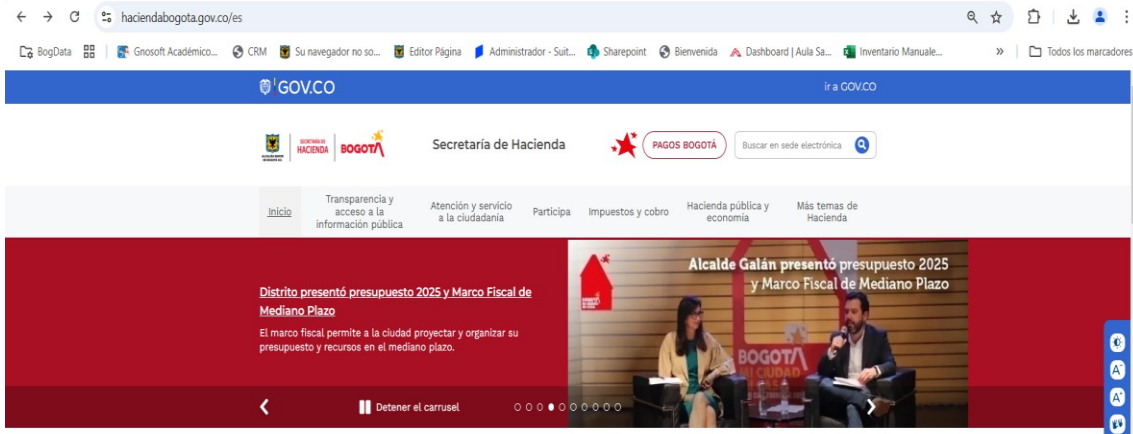 haciendabogota.gov.co/es
BogData
Gnosoft Académico...
CRM
Su navegador no so...
Editor Página
Administrador - Suit...
Sharepoint
Bienvenida
Dashboard | Aula Sa...
Inventario Manuale...
»
Todos los marcadores
GOV.CO
ir a GOV.CO
SECRETARÍA DE
HACIENDA
BOGOTÁ
Secretaría de Hacienda
PAGOS BOGOTÁ
Buscar en sede electrónica
Inicio
Transparencia y
acceso a la
información pública
Atención y servicio
a la ciudadanía
Participa
Impuestos y cobro
Hacienda pública y
economía
Más temas de
Hacienda
Distrito presentó presupuesto 2025 y Marco Fiscal de
Mediano Plazo
El marco fiscal permite a la ciudad proyectar y organizar su
presupuesto y recursos en el mediano plazo.
Alcalde Galán presentó presupuesto 2025
y Marco Fiscal de Mediano Plazo
BOGOTÁ
MI CIUDAD
Detener el carrusel